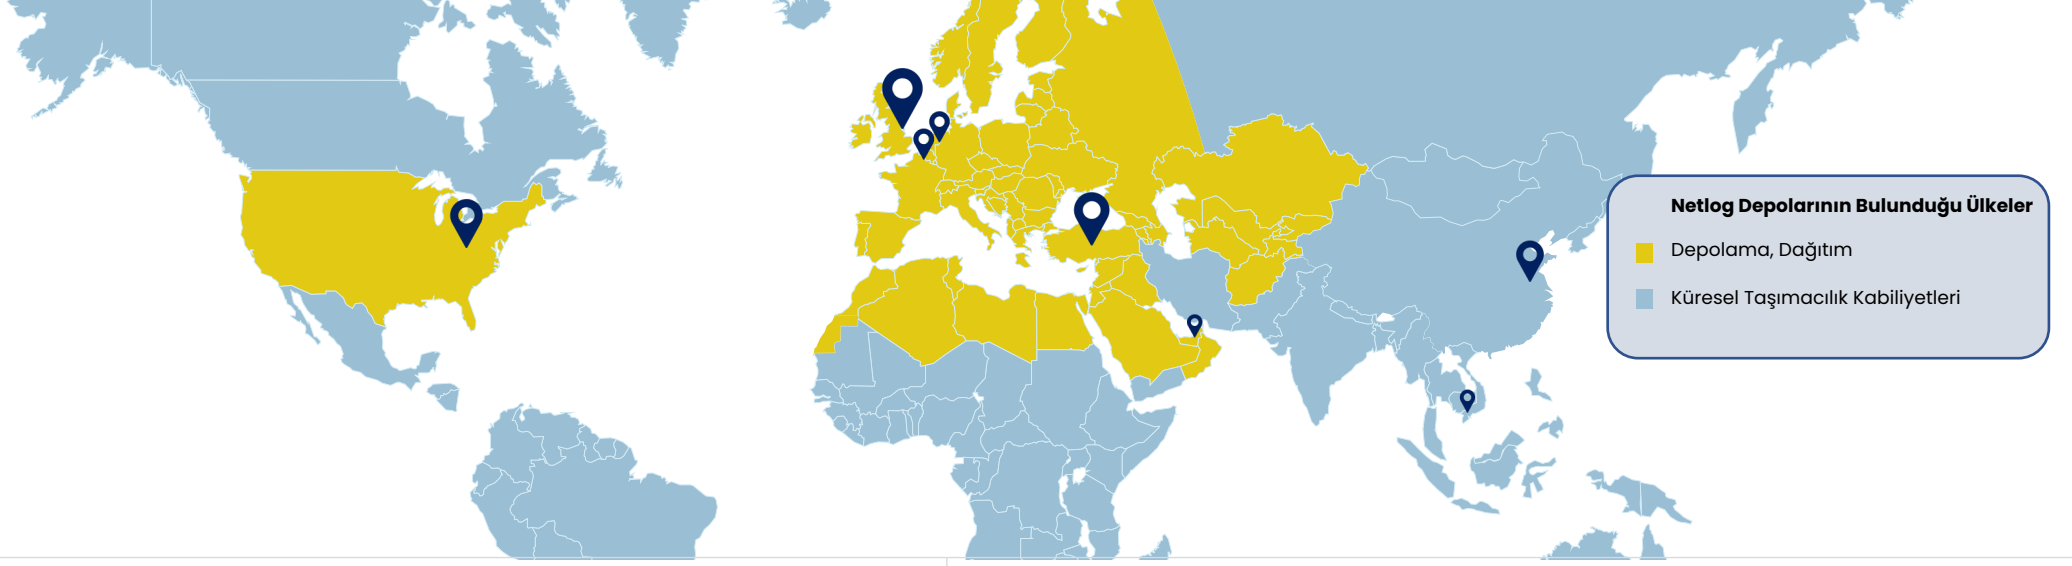 Netlog Depolarının Bulunduğu Ülkeler
Depolama, Dağıtım
Küresel Taşımacılık Kabiliyetleri